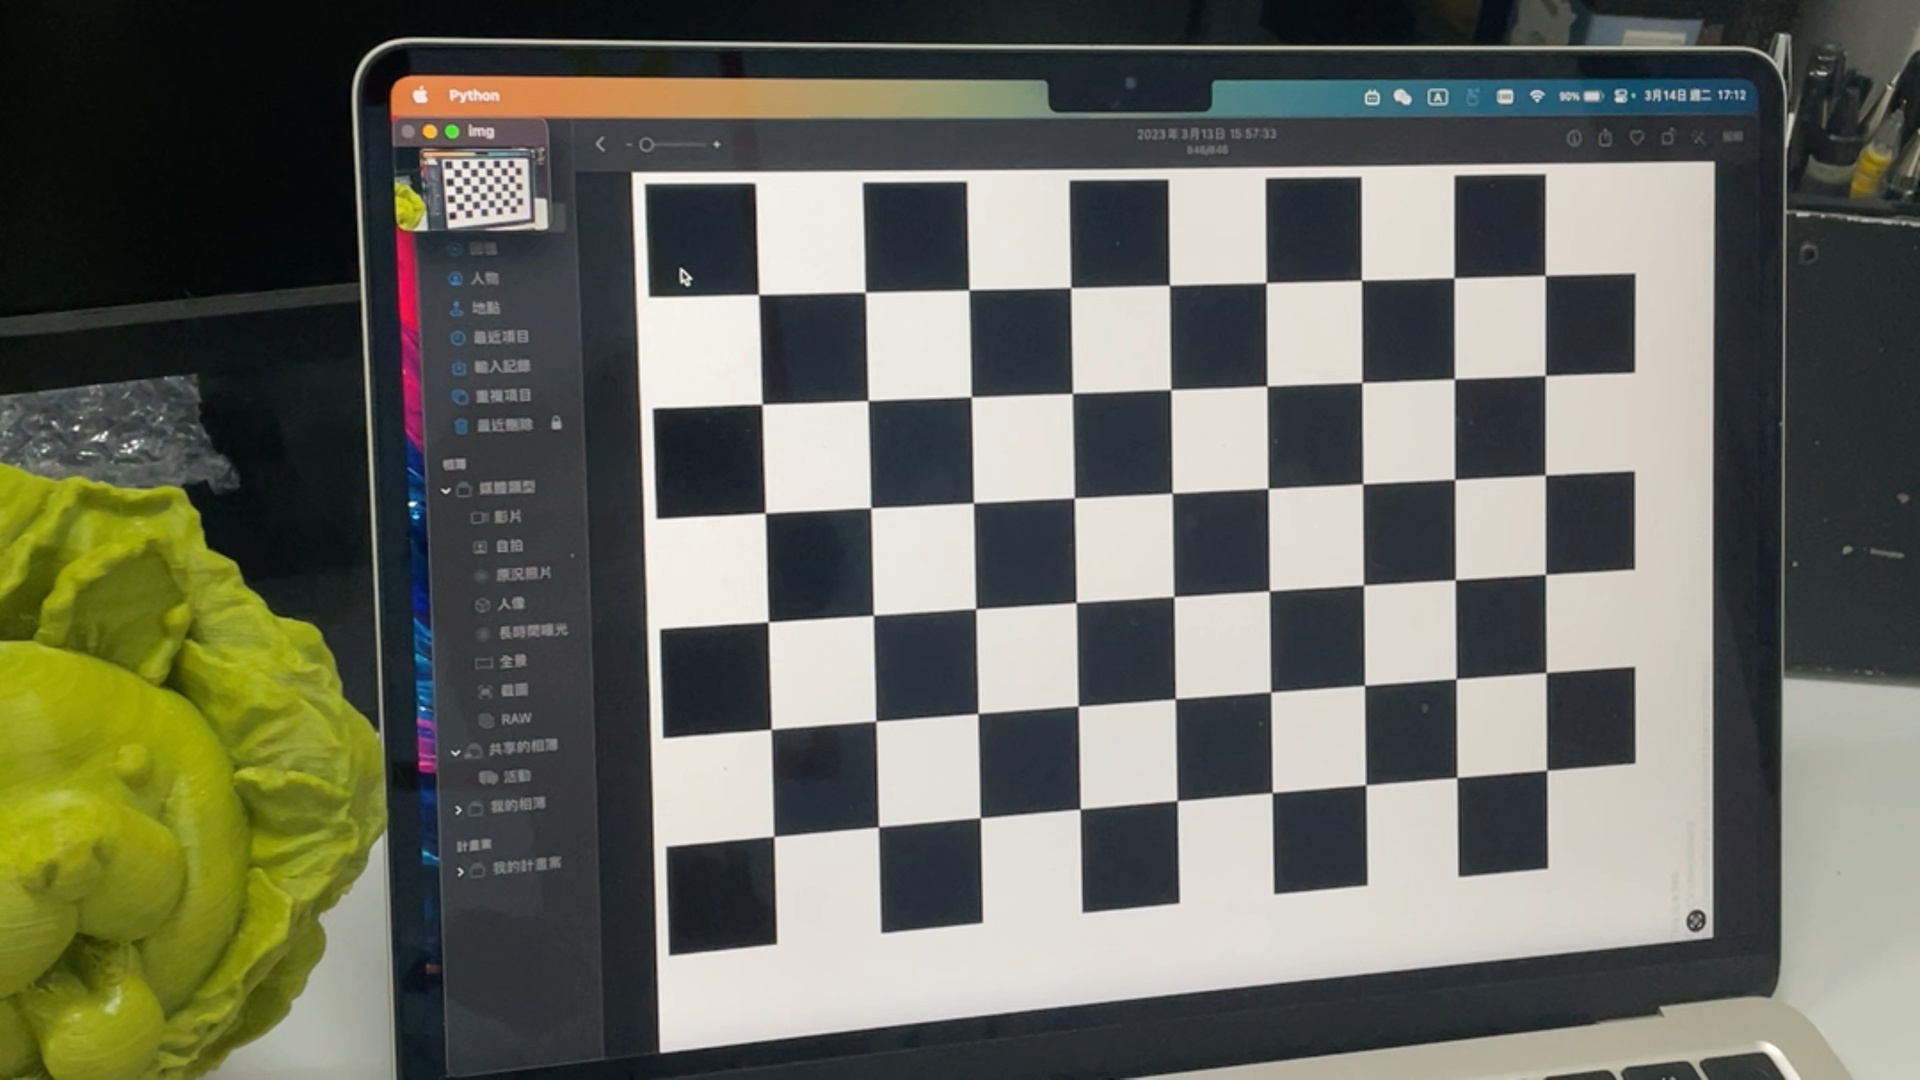 Python
90%
3月14日 週二 17:12
img
2023年3月13日 15:57:33
846/846
回憶
人物
地點
最近項目
輸入記錄
重複項目
最近刪除
相簿
媒體類型
影片
自拍
原況照片
人像
長時間曝光
全景
截圖
RAW
共享的相簿
活動
我的相簿
計畫案
我的計畫案